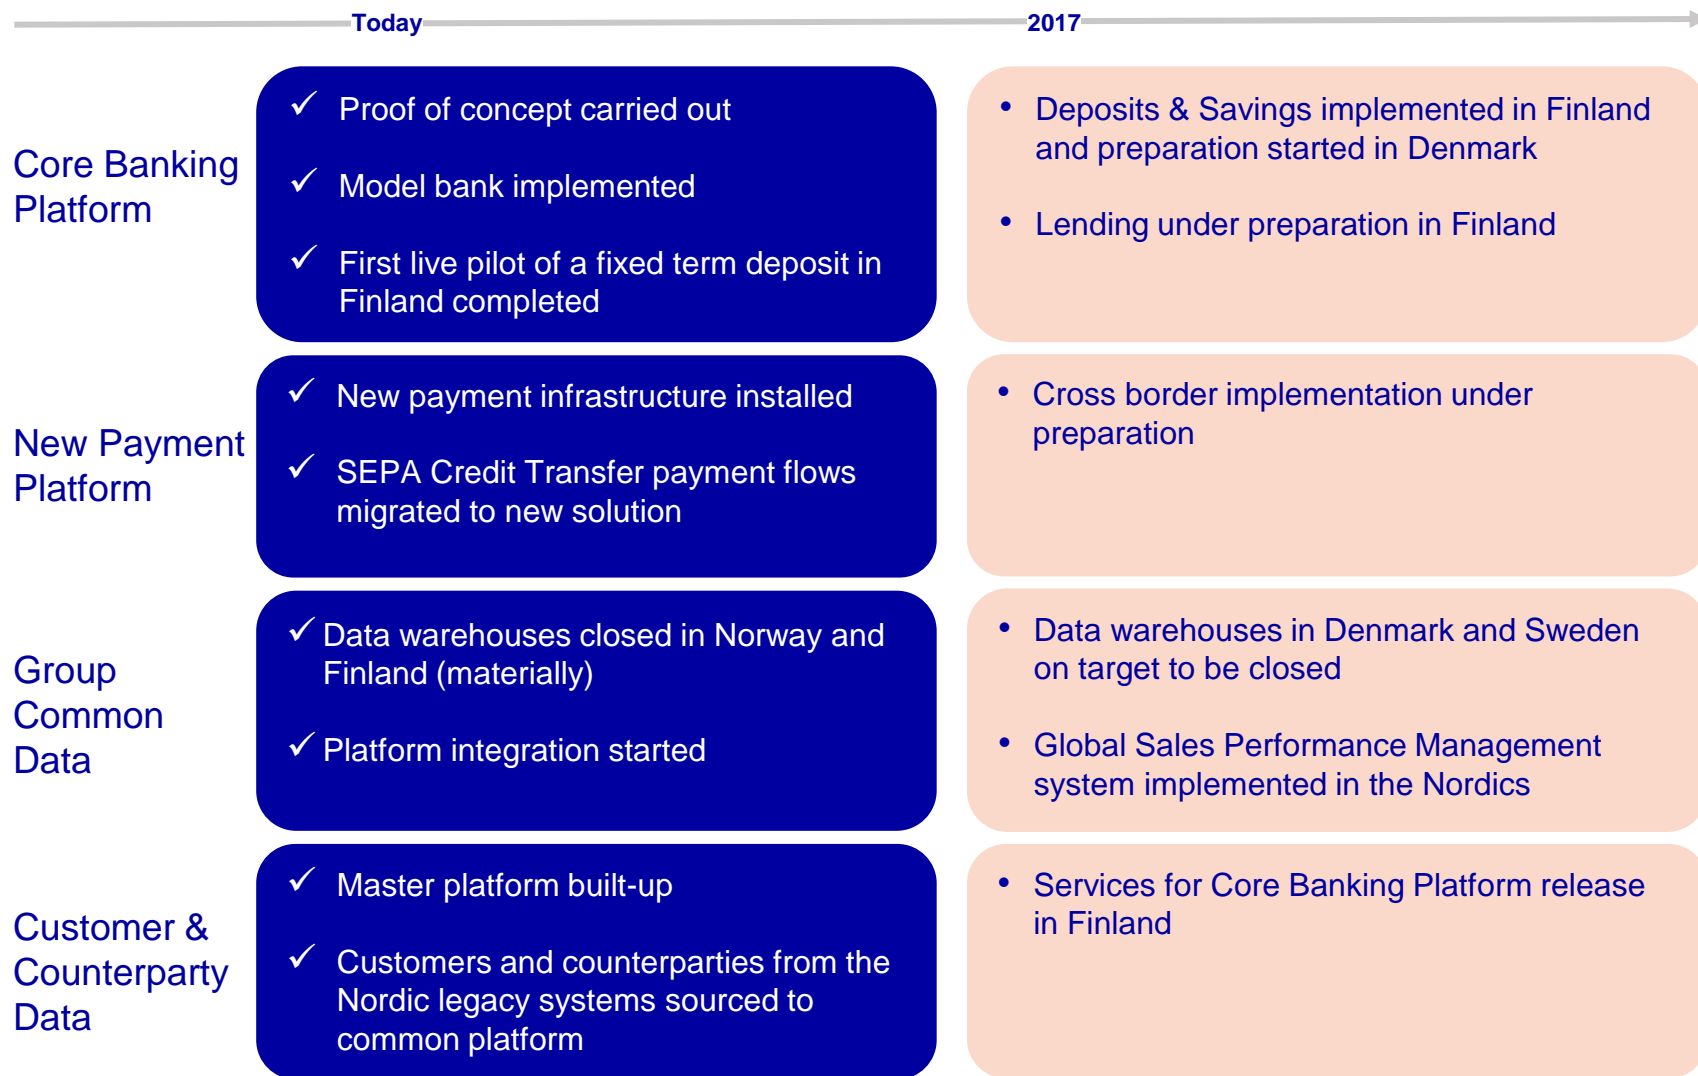 Today
2017
Core Banking
Platform
✓ Proof of concept carried out
✓ Model bank implemented
✓ First live pilot of a fixed term deposit in
Finland completed
• Deposits & Savings implemented in Finland
and preparation started in Denmark
• Lending under preparation in Finland
New Payment
Platform
✓ New payment infrastructure installed
✓ SEPA Credit Transfer payment flows
migrated to new solution
• Cross border implementation under
preparation
Group
Common
Data
✓ Data warehouses closed in Norway and
Finland (materially)
✓ Platform integration started
• Data warehouses in Denmark and Sweden
on target to be closed
• Global Sales Performance Management
system implemented in the Nordics
Customer &
Counterparty
Data
✓ Master platform built-up
✓ Customers and counterparties from the
Nordic legacy systems sourced to
common platform
• Services for Core Banking Platform release
in Finland